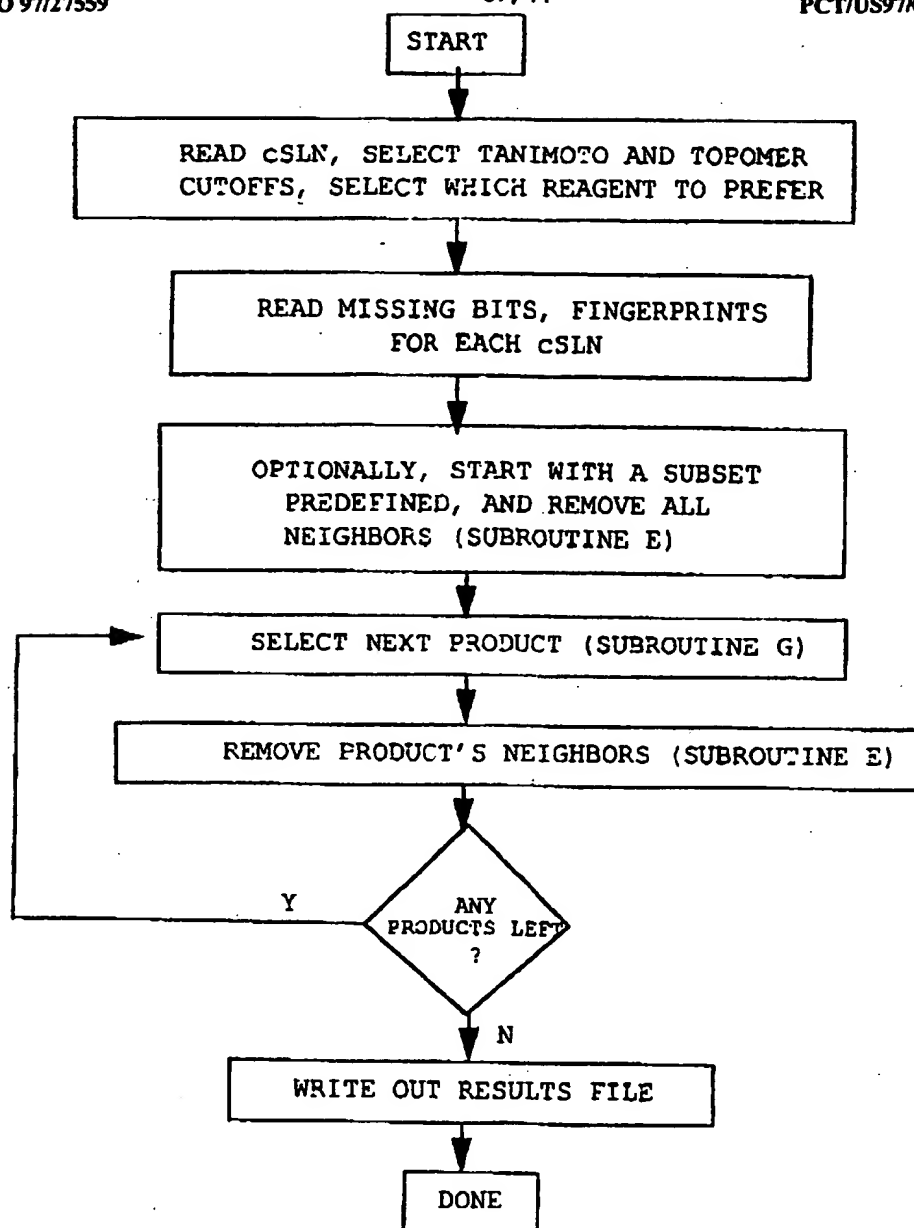 O 97/27559
PCT/US97/
START
READ cSLN, SELECT TANIMOTO AND TOPOMER
CUTOFFS, SELECT WHICH REAGENT TO PREFER
READ MISSING BITS, FINGERPRINTS
FOR EACH cSLN
OPTIONALLY, START WITH A SUBSET
PREDEFINED, AND REMOVE ALL
NEIGHBORS (SUBROUTINE E)
SELECT NEXT PRODUCT (SUBROUTINE G)
REMOVE PRODUCT'S NEIGHBORS (SUBROUTINE E)
Y
ANY
PRODUCTS LEFT
?
N
WRITE OUT RESULTS FILE
DONE